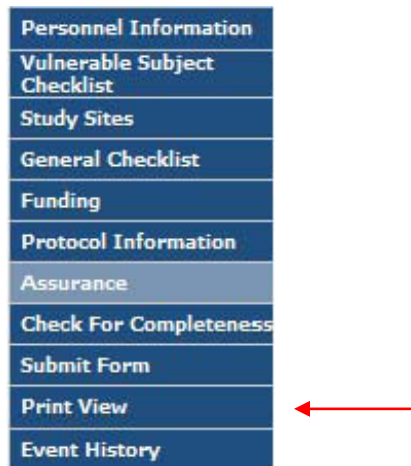 Personnel Information
Vulnerable Subject
Checklist
Study Sites
General Checklist
Funding
Protocol Information
Assurance
Check For Completeness
Submit Form
Print View
Event History